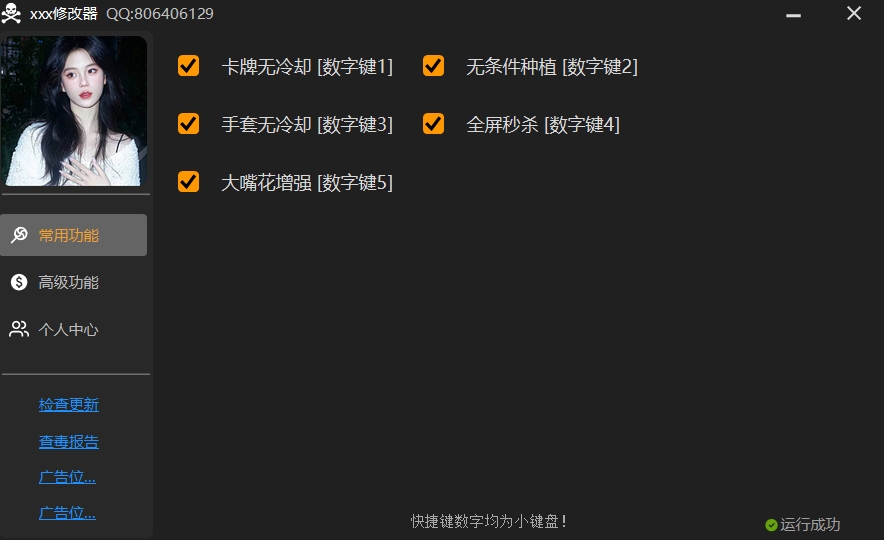 xxx修改器 QQ:806406129
卡牌无冷却 [数字键1]
无条件种植 [数字键2]
手套无冷却 [数字键3]
全屏秒杀 [数字键4]
大嘴花增强 [数字键5]
常用功能
高级功能
个人中心
检查更新
查毒报告
广告位...
广告位...
快捷键数字均为小键盘!
运行成功